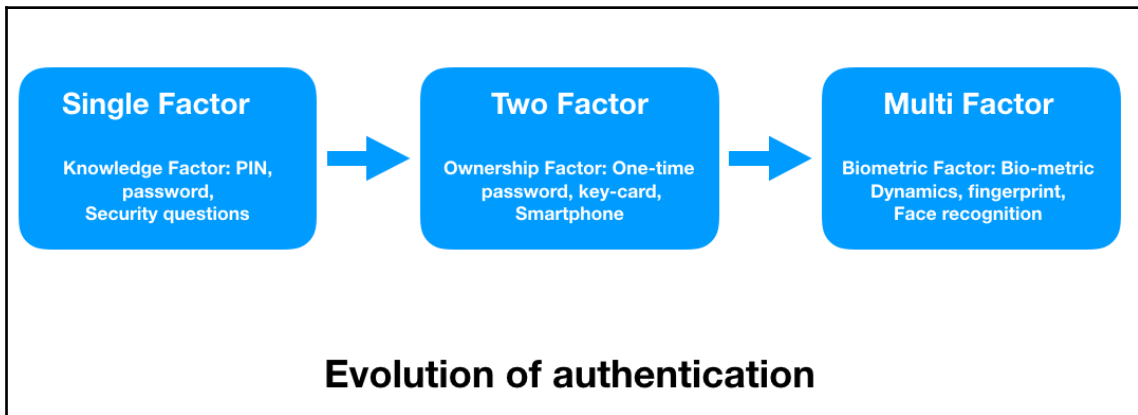 Single Factor
Knowledge Factor: PIN,
password,
Security questions
Two Factor
Ownership Factor: One-time
password, key-card,
Smartphone
Multi Factor
Biometric Factor: Bio-metric
Dynamics, fingerprint,
Face recognition
Evolution of authentication